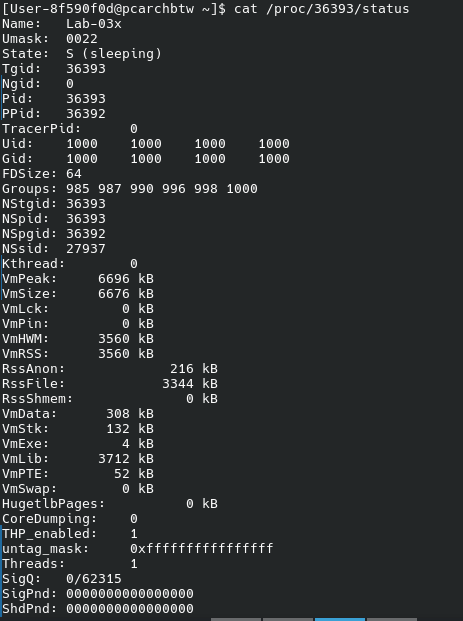 [User-8f590f0d@pcarchbtw ~]$ cat /proc/36393/status
Name:	Lab-03x
Umask:	0022
State:	S (sleeping)
Tgid:	36393
Ngid:	0
Pid:	36393
PPid:	36392
TracerPid:	0
Uid:	1000	1000	1000	1000
Gid:	1000	1000	1000	1000
FDSize:	64
Groups:	985 987 990 996 998 1000
NStgid:	36393
NSpid:	36393
NSpgid:	36392
NSsid:	27937
Kthread:	0
VmPeak:	    6696 kB
VmSize:	    6676 kB
VmLck:	       0 kB
VmPin:	       0 kB
VmHWM:	    3560 kB
VmRSS:	    3560 kB
RssAnon:	     216 kB
RssFile:	    3344 kB
RssShmem:	       0 kB
VmData:	     308 kB
VmStk:	     132 kB
VmExe:	       4 kB
VmLib:	    3712 kB
VmPTE:	      52 kB
VmSwap:	       0 kB
HugetlbPages:	       0 kB
CoreDumping:	0
THP_enabled:	1
untag_mask:	0xffffffffffffffff
Threads:	1
SigQ:	0/62315
SigPnd:	0000000000000000
ShdPnd:	0000000000000000